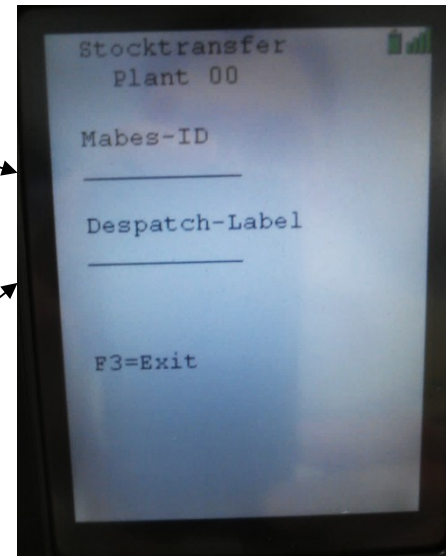 Stocktransfer
Plant 00
Mabes-ID
Despatch-Label
F3=Exit